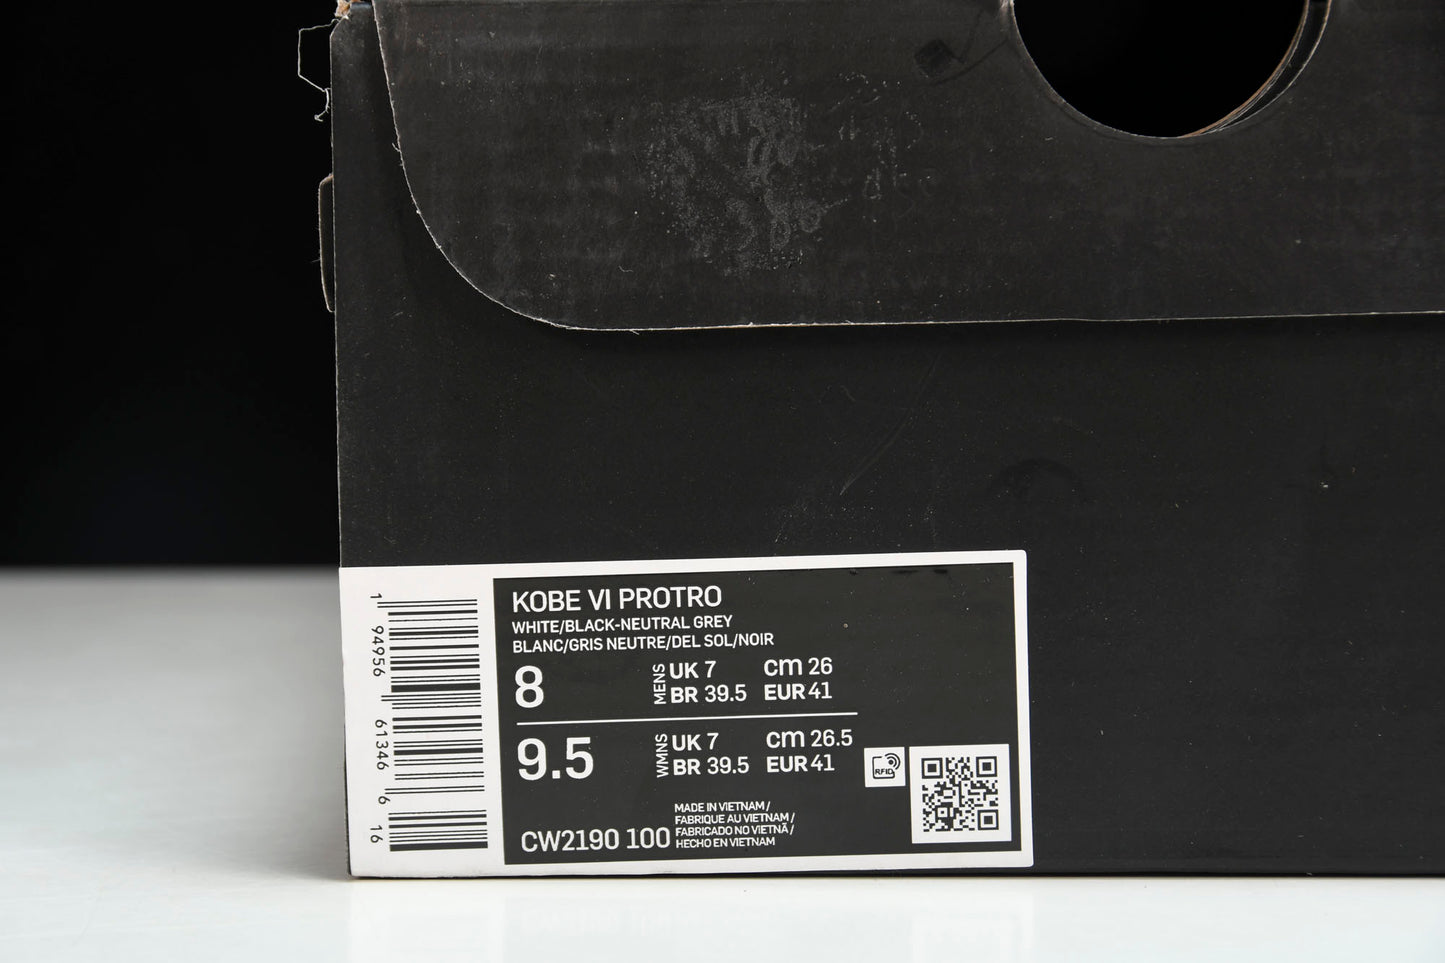 KOBE VI PROTRO
WHITE/BLACK-NEUTRAL GREY
BLANC/GRIS NEUTRE/DEL SOL/NOIR
8 MENS UK 7 cm 26
BR 39.5 EUR 41
9.5 WMNS UK 7 cm 26.5
BR 39.5 EUR 41
RFID
MADE IN VIETNAM /
FABRIQUE AU VIETNAM /
FABRICADO NO VIETNÃ /
HECHO EN VIETNAM
CW2190 100
1 94956 61346 6 16